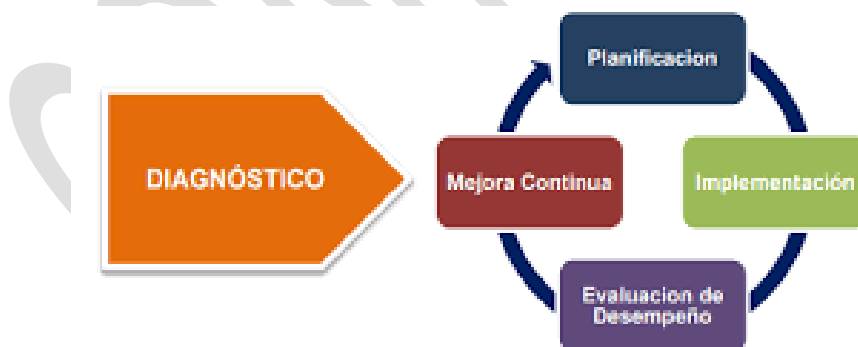 Planificacion
DIAGNÓSTICO
Mejora Continua
Implementación
Evaluacion de
Desempeño